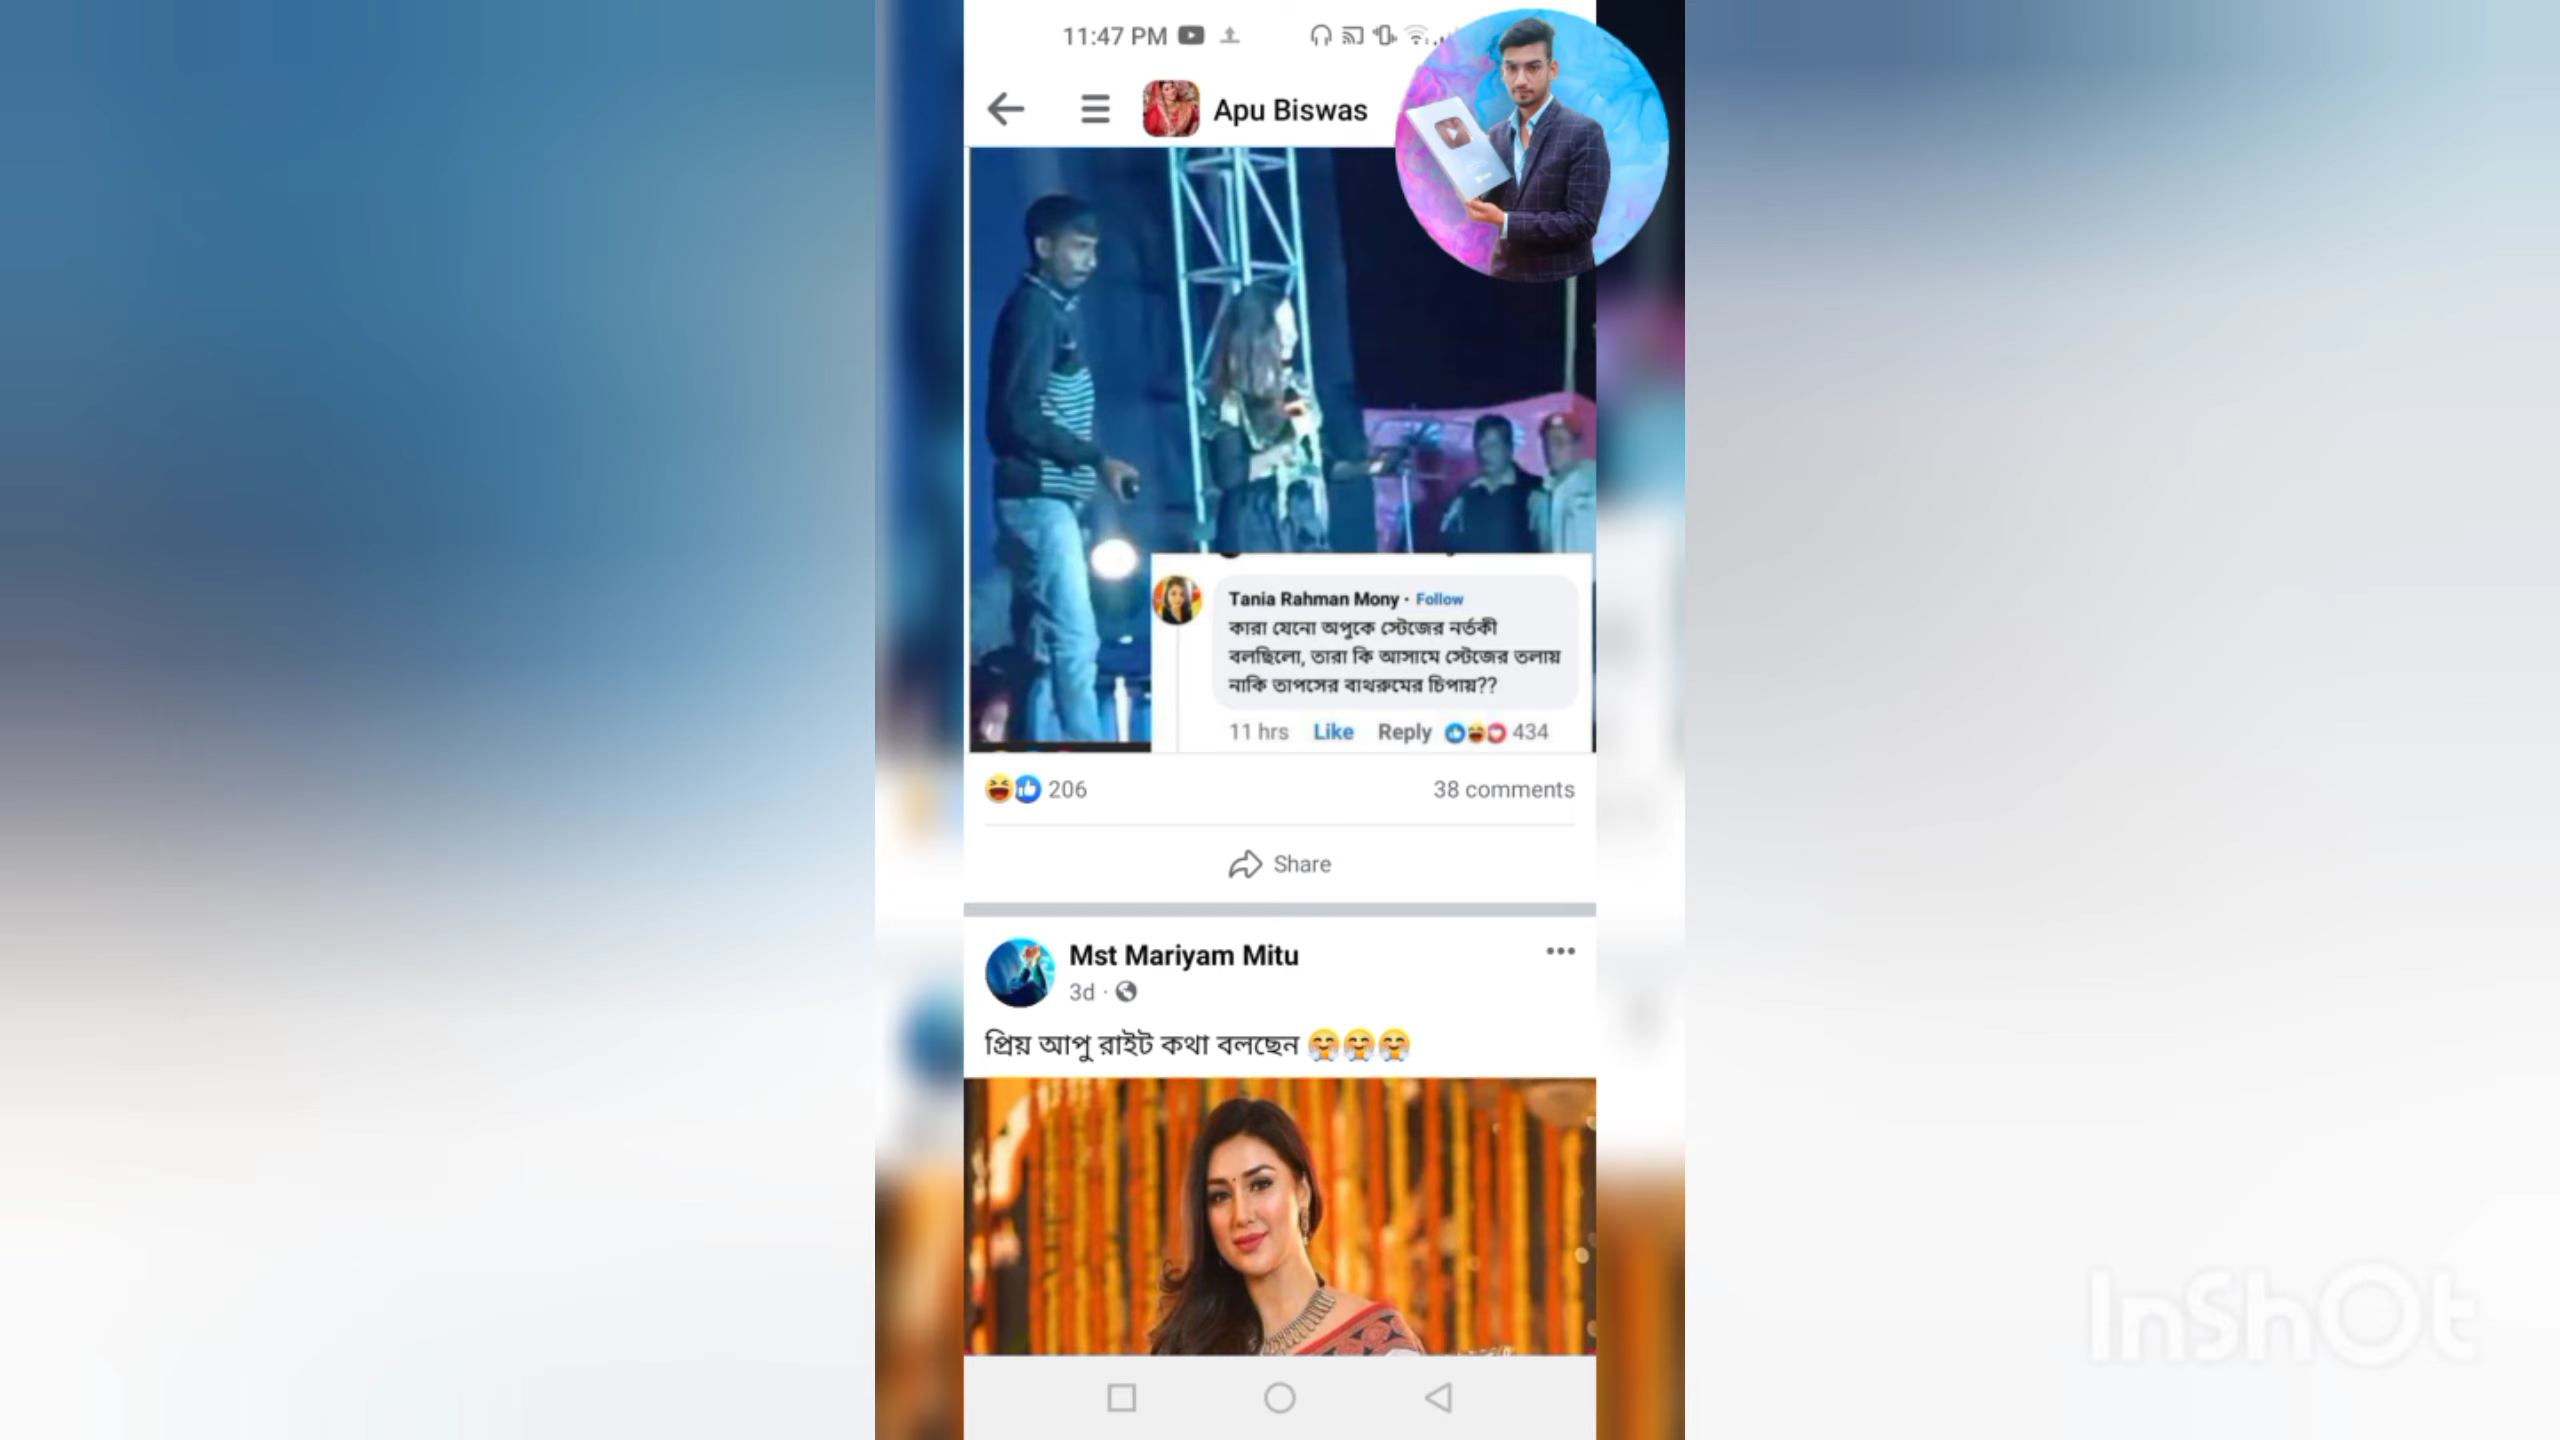 11:47 PM
Apu Biswas
Tania Rahman Mony · Follow
কারা যেনো অপুকে স্টেজের নর্তকী
বলছিলো, তারা কি আসামে স্টেজের তলায়
নাকি তাপসের বাথরুমের চিপায়??
11 hrs Like Reply 434
206 38 comments
Share
Mst Mariyam Mitu
3d ·
প্রিয় আপু রাইট কথা বলছেন 🤗🤗🤗
InShOt